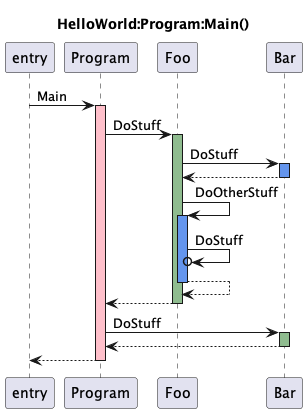 HelloWorld:Program:Main()
entry Program Foo Bar
Main
DoStuff
DoStuff
DoOtherStuff
DoStuff
DoStuff
entry Program Foo Bar